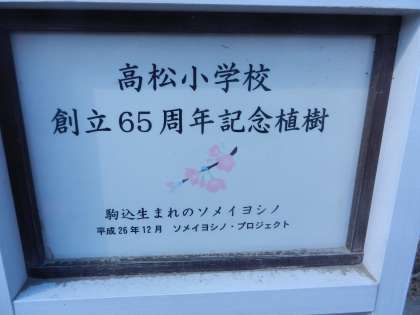 高松小学校
創立65周年記念植樹
駒込生まれのソメイヨシノ
平成26年12月 ソメイヨシノ・プロジェクト